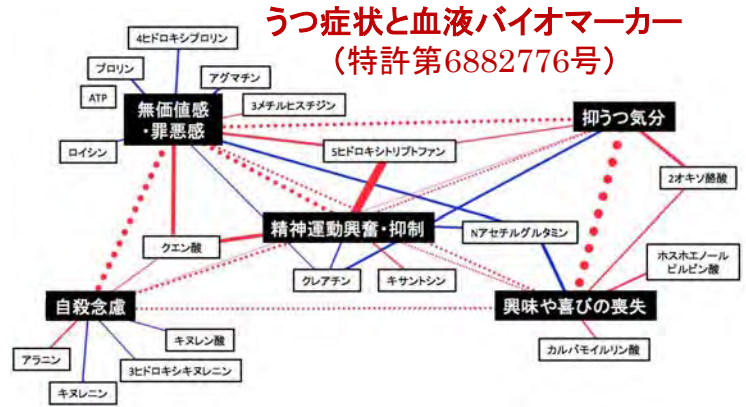 うつ症状と血液バイオマーカー
（特許第6882776号）
4ヒドロキシプロリン
プロリン
アグマチン
ATP
3メチルヒスチジン
無価値感
・罪悪感
抑うつ気分
ロイシン
5ヒドロキシトリプトファン
2オキソ酪酸
精神運動興奮・抑制
Nアセチルグルタミン
クエン酸
ホスホエノール
ピルビン酸
クレアチン
キサントシン
自殺念慮
興味や喜びの喪失
キヌレン酸
カルバモイルリン酸
アラニン
3ヒドロキシキヌレニン
キヌレニン